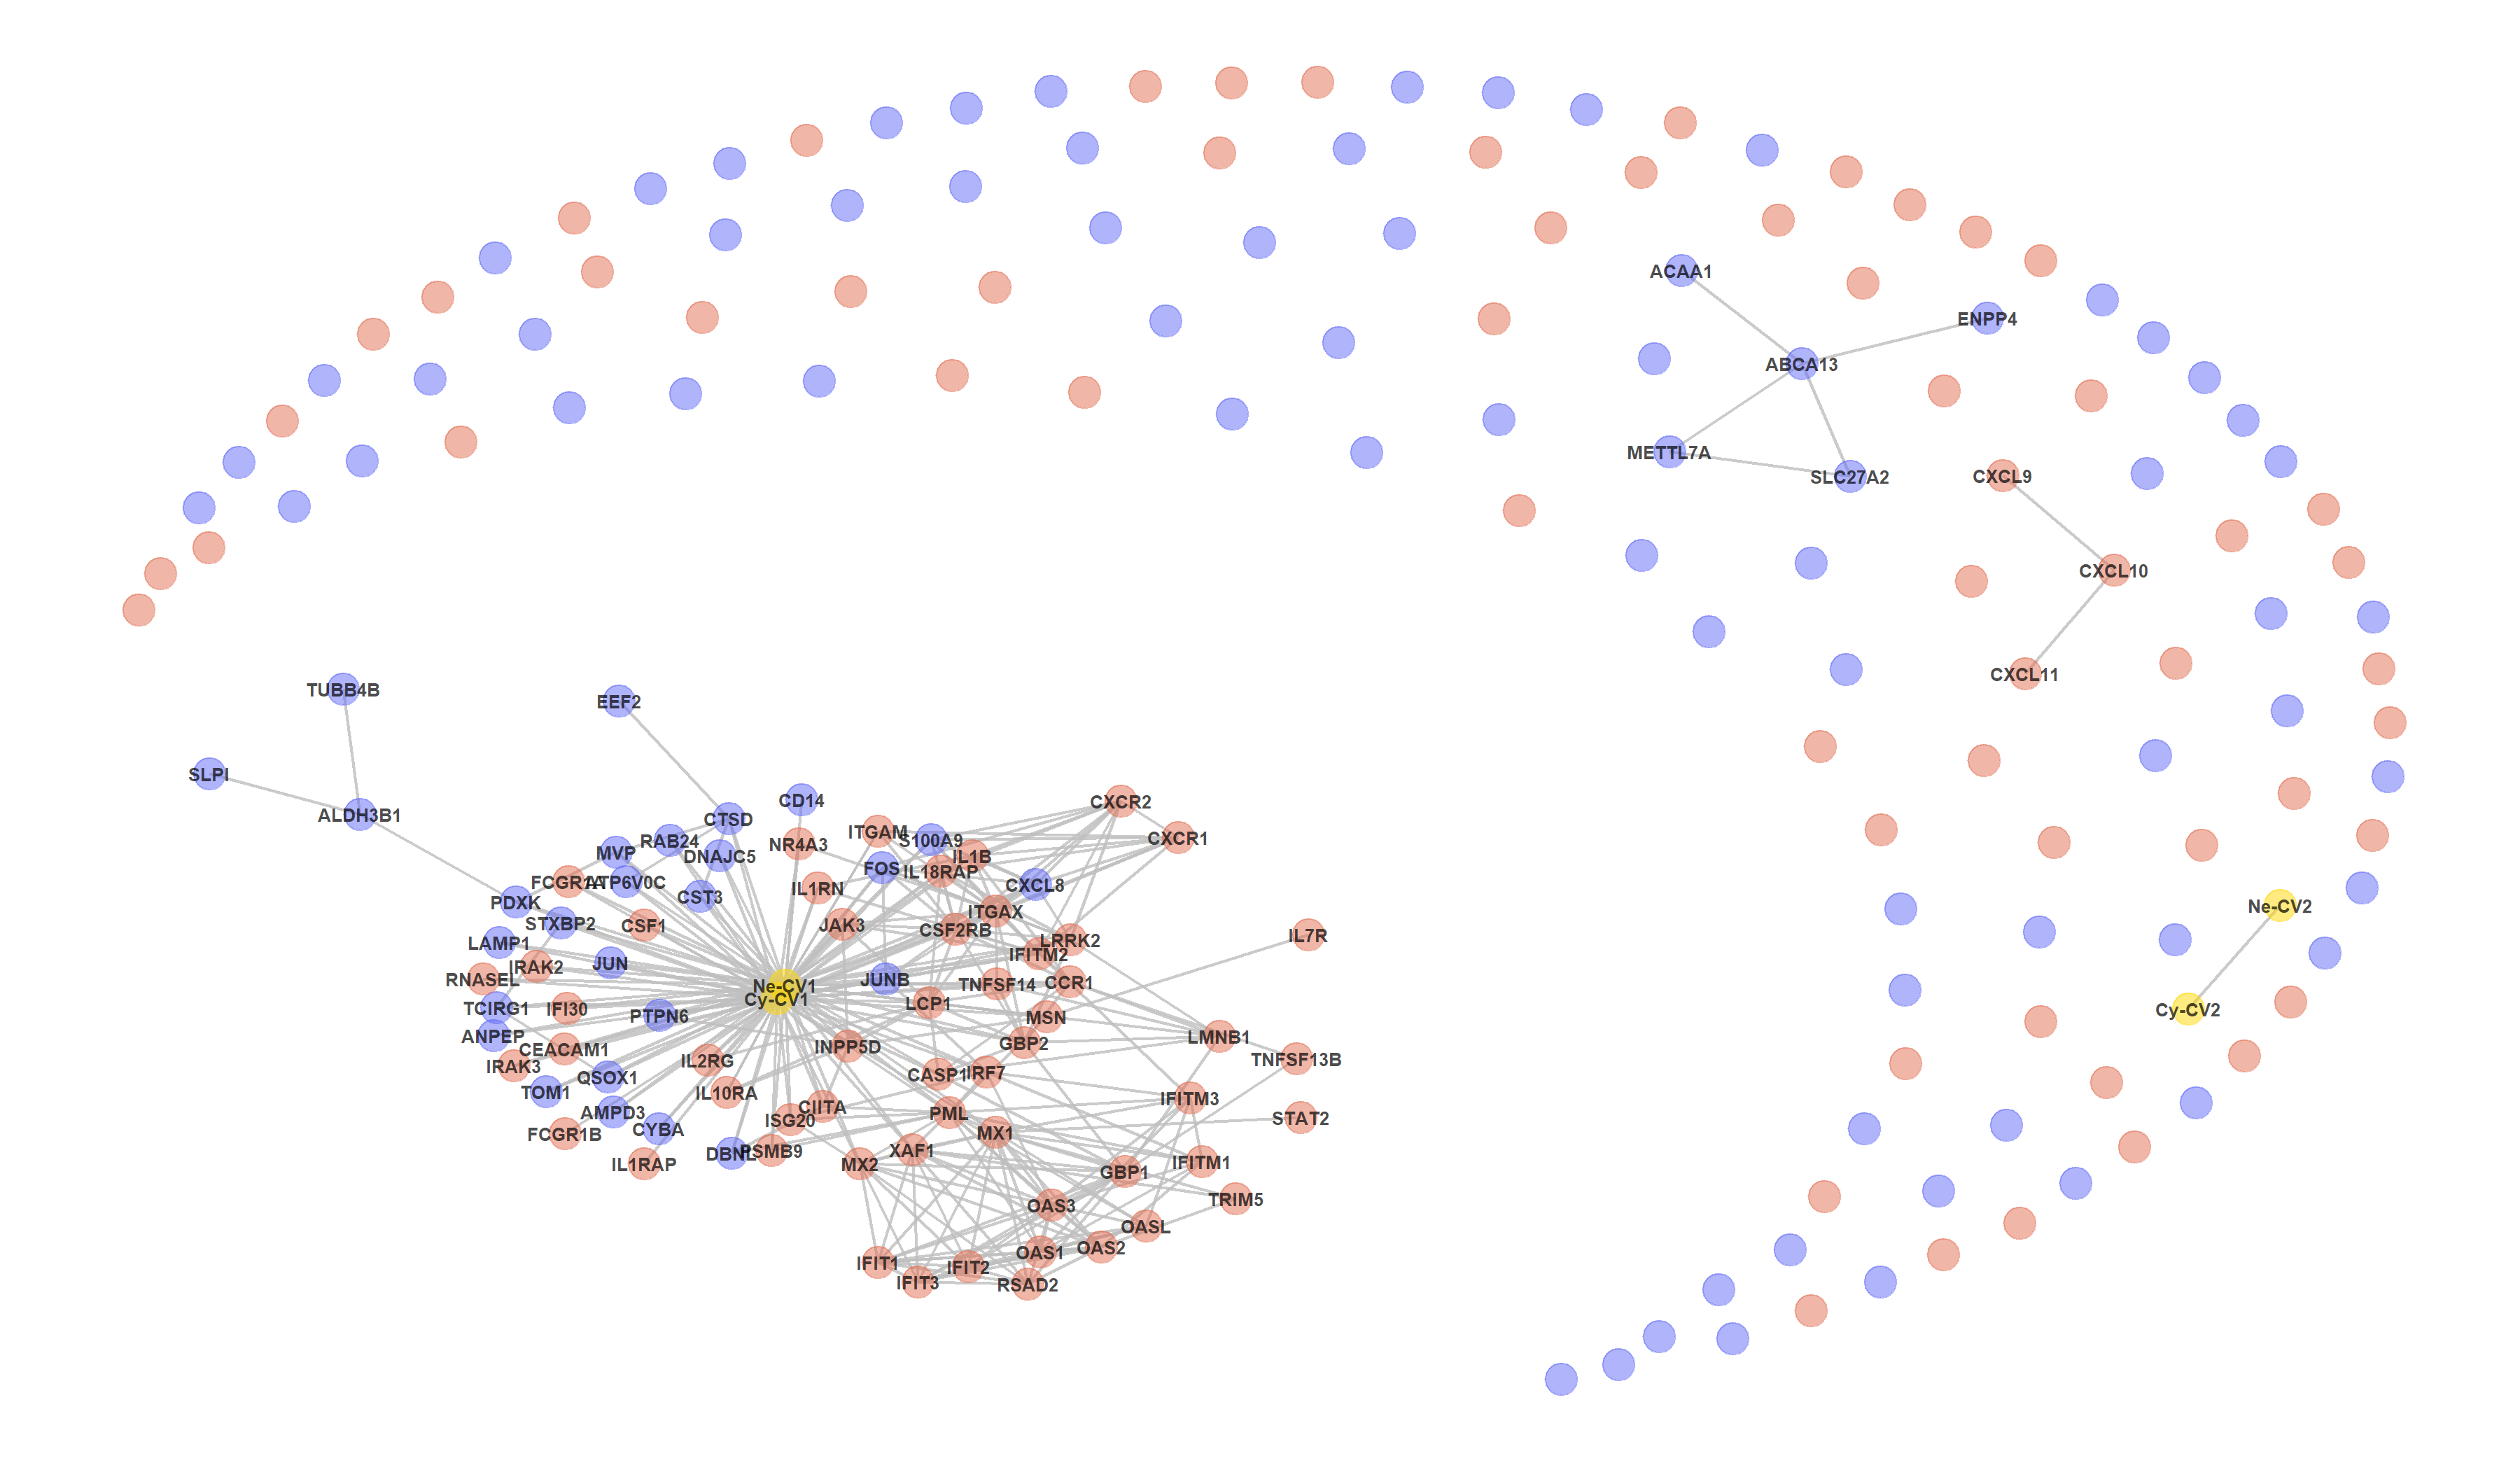 ACAA1
ENPP4
ABCA13
METTL7A
SLC27A2
CXCL9
CXCL10
CXCL11
TUBB4B
EEF2
SLPI
ALDH3B1
CD14
CXCR2
CTSD
ITGAM
S100A9
CXCR1
RAB24
NR4A3
MVP
DNAJC5
IL1B
FOS
IL18RAP
FCGR1A
ATP6V0C
CXCL8
IL1RN
CST3
PDXK
Ne-CV2
ITGAX
STXBP2
CSF1
JAK3
CSF2RB
IL7R
LAMP1
LRRK2
IFITM2
JUN
IRAK2
RNASEL
JUNB
TNFSF14
CCR1
Ne-CV1
Cy-CV1
LCP1
TCIRG1
IFI30
Cy-CV2
PTPN6
MSN
ANPEP
LMNB1
GBP2
INPP5D
CEACAM1
IL2RG
TNFSF13B
IRAK3
CASP1
IRF7
QSOX1
TOM1
IL10RA
IFITM3
CIITA
AMPD3
PML
STAT2
ISG20
CYBA
FCGR1B
MX1
XAF1
PSMB9
DBNL
IFITM1
IL1RAP
MX2
GBP1
TRIM5
OAS3
OASL
OAS2
OAS1
IFIT1
IFIT2
IFIT3
RSAD2